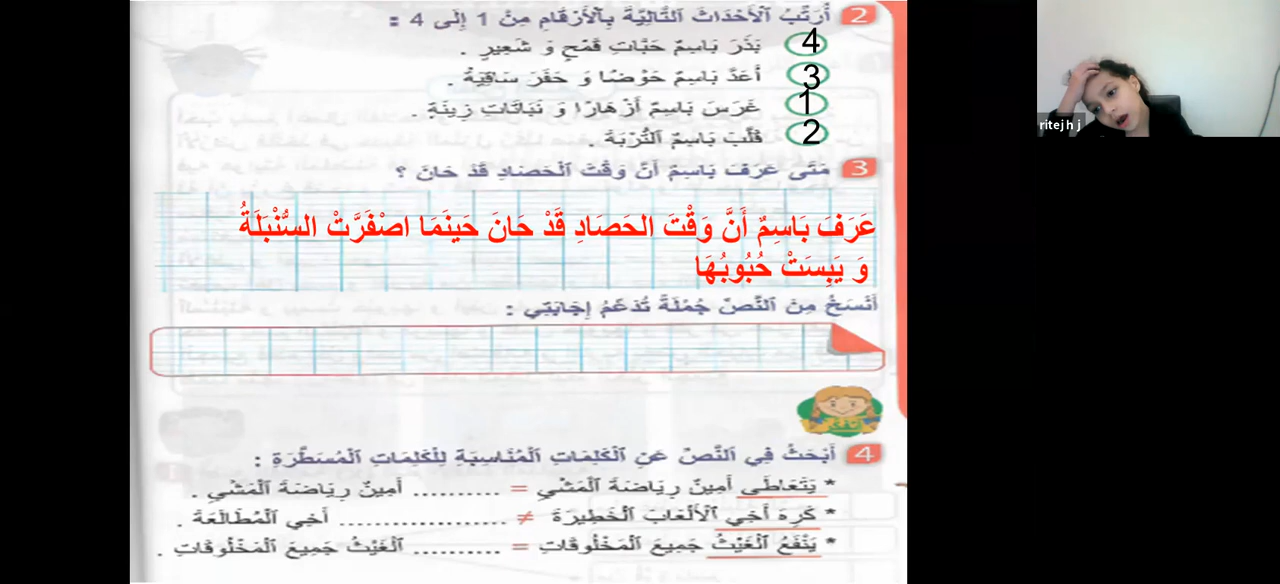 2 أُرَتِّبُ ٱلْأَحْدَاثَ ٱلتَّالِيَةَ بِٱلْأَرْقَامِ مِنْ 1 إِلَى 4 :
4 بَذَرَ بَاسِمٌ حَبَّاتِ قَمْحٍ وَ شَعِيرٍ .
3 أَعَدَّ بَاسِمٌ حَوْضًا وَ حَفَرَ سَاقِيَةً .
1 غَرَسَ بَاسِمٌ أَزْهَارًا وَ نَبَاتَاتِ زِينَةٍ .
2 قَلَّبَ بَاسِمٌ ٱلتُّرْبَةَ .
3 مَتَى عَرَفَ بَاسِمٌ أَنَّ وَقْتَ ٱلْحَصَادِ قَدْ حَانَ ؟
عَرَفَ بَاسِمٌ أَنَّ وَقْتَ الحَصَادِ قَدْ حَانَ حَينَمَا اصْفَرَّتْ السُّنْبَلَةُ
وَ يَبِسَتْ حُبُوبُهَا
أَنْسَخُ مِنَ ٱلنَّصِّ جُمْلَةً تُدَعِّمُ إِجَابَتِي :
4 أَبْحَثُ فِي ٱلنَّصِّ عَنِ ٱلْكَلِمَاتِ ٱلْمُنَاسِبَةِ لِلْكَلِمَاتِ ٱلْمُسَطَّرَةِ :
* يَتَعَاطَى أَمِينٌ رِيَاضَةَ ٱلْمَشْيِ = .......... أَمِينٌ رِيَاضَةَ ٱلْمَشْيِ .
* كَرِهَ أَخِي ٱلْأَلْعَابَ ٱلْخَطِيرَةَ ≠ .................... أَخِي ٱلْمُطَالَعَةَ .
* يَنْفَعُ ٱلْغَيْثُ جَمِيعَ ٱلْمَخْلُوقَاتِ = .......... ٱلْغَيْثُ جَمِيعَ ٱلْمَخْلُوقَاتِ .
ritej h j